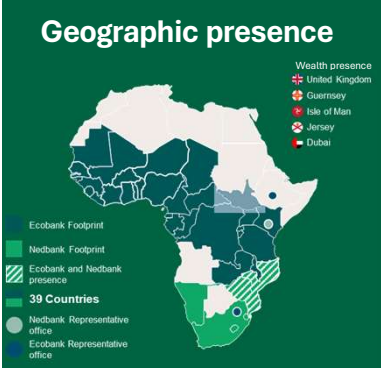 Geographic presence
Wealth presence
United Kingdom
Guernsey
Isle of Man
Jersey
Dubai
Ecobank Footprint
Nedbank Footprint
Ecobank and Nedbank
presence
39 Countries
Nedbank Representative
office
Ecobank Representative
office